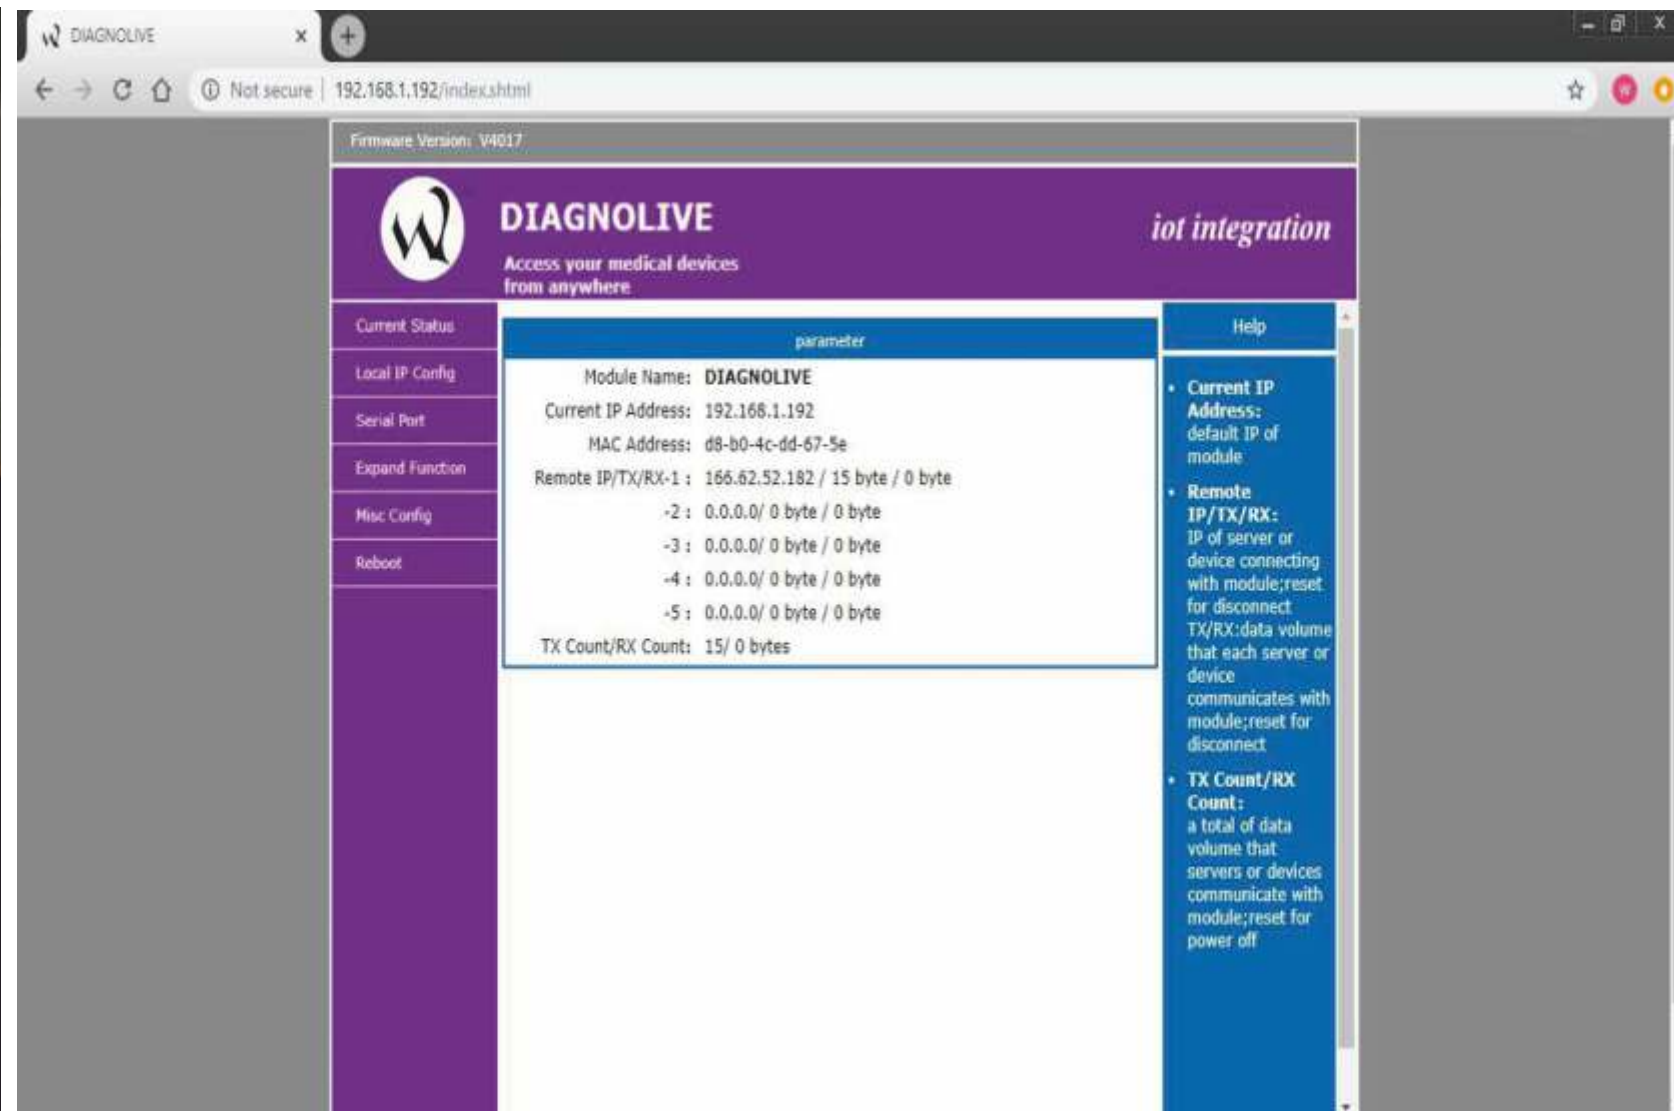 DIAGNOLIVE
Not secure | 192.168.1.192/index.shtml
Firmware Version: V4017
DIAGNOLIVE
Access your medical devices
from anywhere
iot integration
Current Status
Local IP Config
Serial Port
Expand Function
Misc Config
Reboot
parameter
Module Name: DIAGNOLIVE
Current IP Address: 192.168.1.192
MAC Address: d8-b0-4c-dd-67-5e
Remote IP/TX/RX-1 : 166.62.52.182 / 15 byte / 0 byte
-2 : 0.0.0.0/ 0 byte / 0 byte
-3 : 0.0.0.0/ 0 byte / 0 byte
-4 : 0.0.0.0/ 0 byte / 0 byte
-5 : 0.0.0.0/ 0 byte / 0 byte
TX Count/RX Count: 15/ 0 bytes
Help
• Current IP
Address:
default IP of
module
• Remote
IP/TX/RX:
IP of server or
device connecting
with module;reset
for disconnect
TX/RX:data volume
that each server or
device
communicates with
module;reset for
disconnect
• TX Count/RX
Count:
a total of data
volume that
servers or devices
communicate with
module;reset for
power off